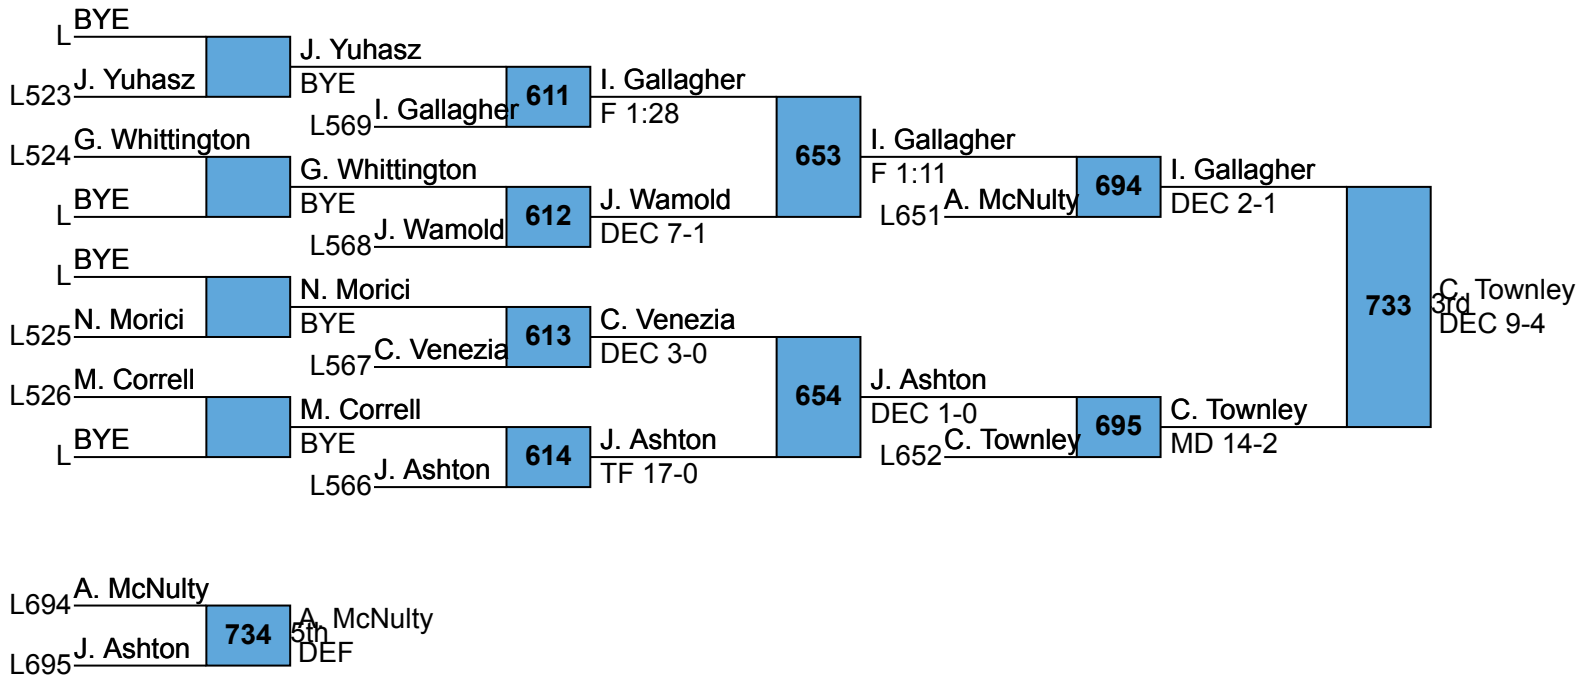 BYE
L
J. Yuhasz
L523
J. Yuhasz
BYE
I. Gallagher
L569
611
I. Gallagher
F 1:28
G. Whittington
L524
BYE
L
G. Whittington
BYE
J. Wamold
L568
612
J. Wamold
DEC 7-1
653
I. Gallagher
F 1:11
A. McNulty
L651
694
I. Gallagher
DEC 2-1
BYE
L
N. Morici
L525
N. Morici
BYE
C. Venezia
L567
613
C. Venezia
DEC 3-0
M. Correll
L526
BYE
L
M. Correll
BYE
J. Ashton
L566
614
J. Ashton
TF 17-0
654
J. Ashton
DEC 1-0
C. Townley
L652
695
C. Townley
MD 14-2
733
3rd
C. Townley
DEC 9-4
A. McNulty
L694
J. Ashton
L695
734
5th
A. McNulty
DEF